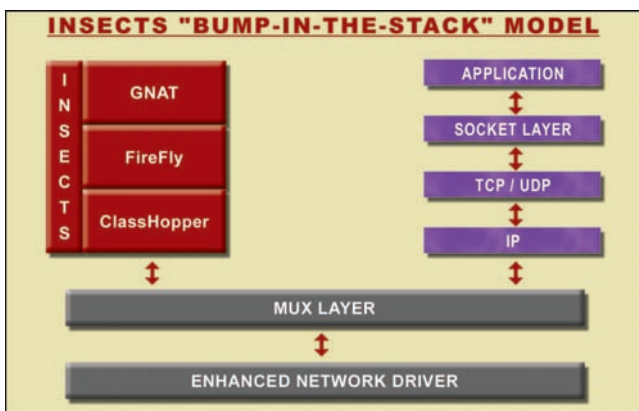 INSECTS "BUMP-IN-THE-STACK" MODEL
INSECTS
GNAT
FireFly
ClassHopper
APPLICATION
SOCKET LAYER
TCP / UDP
IP
MUX LAYER
ENHANCED NETWORK DRIVER